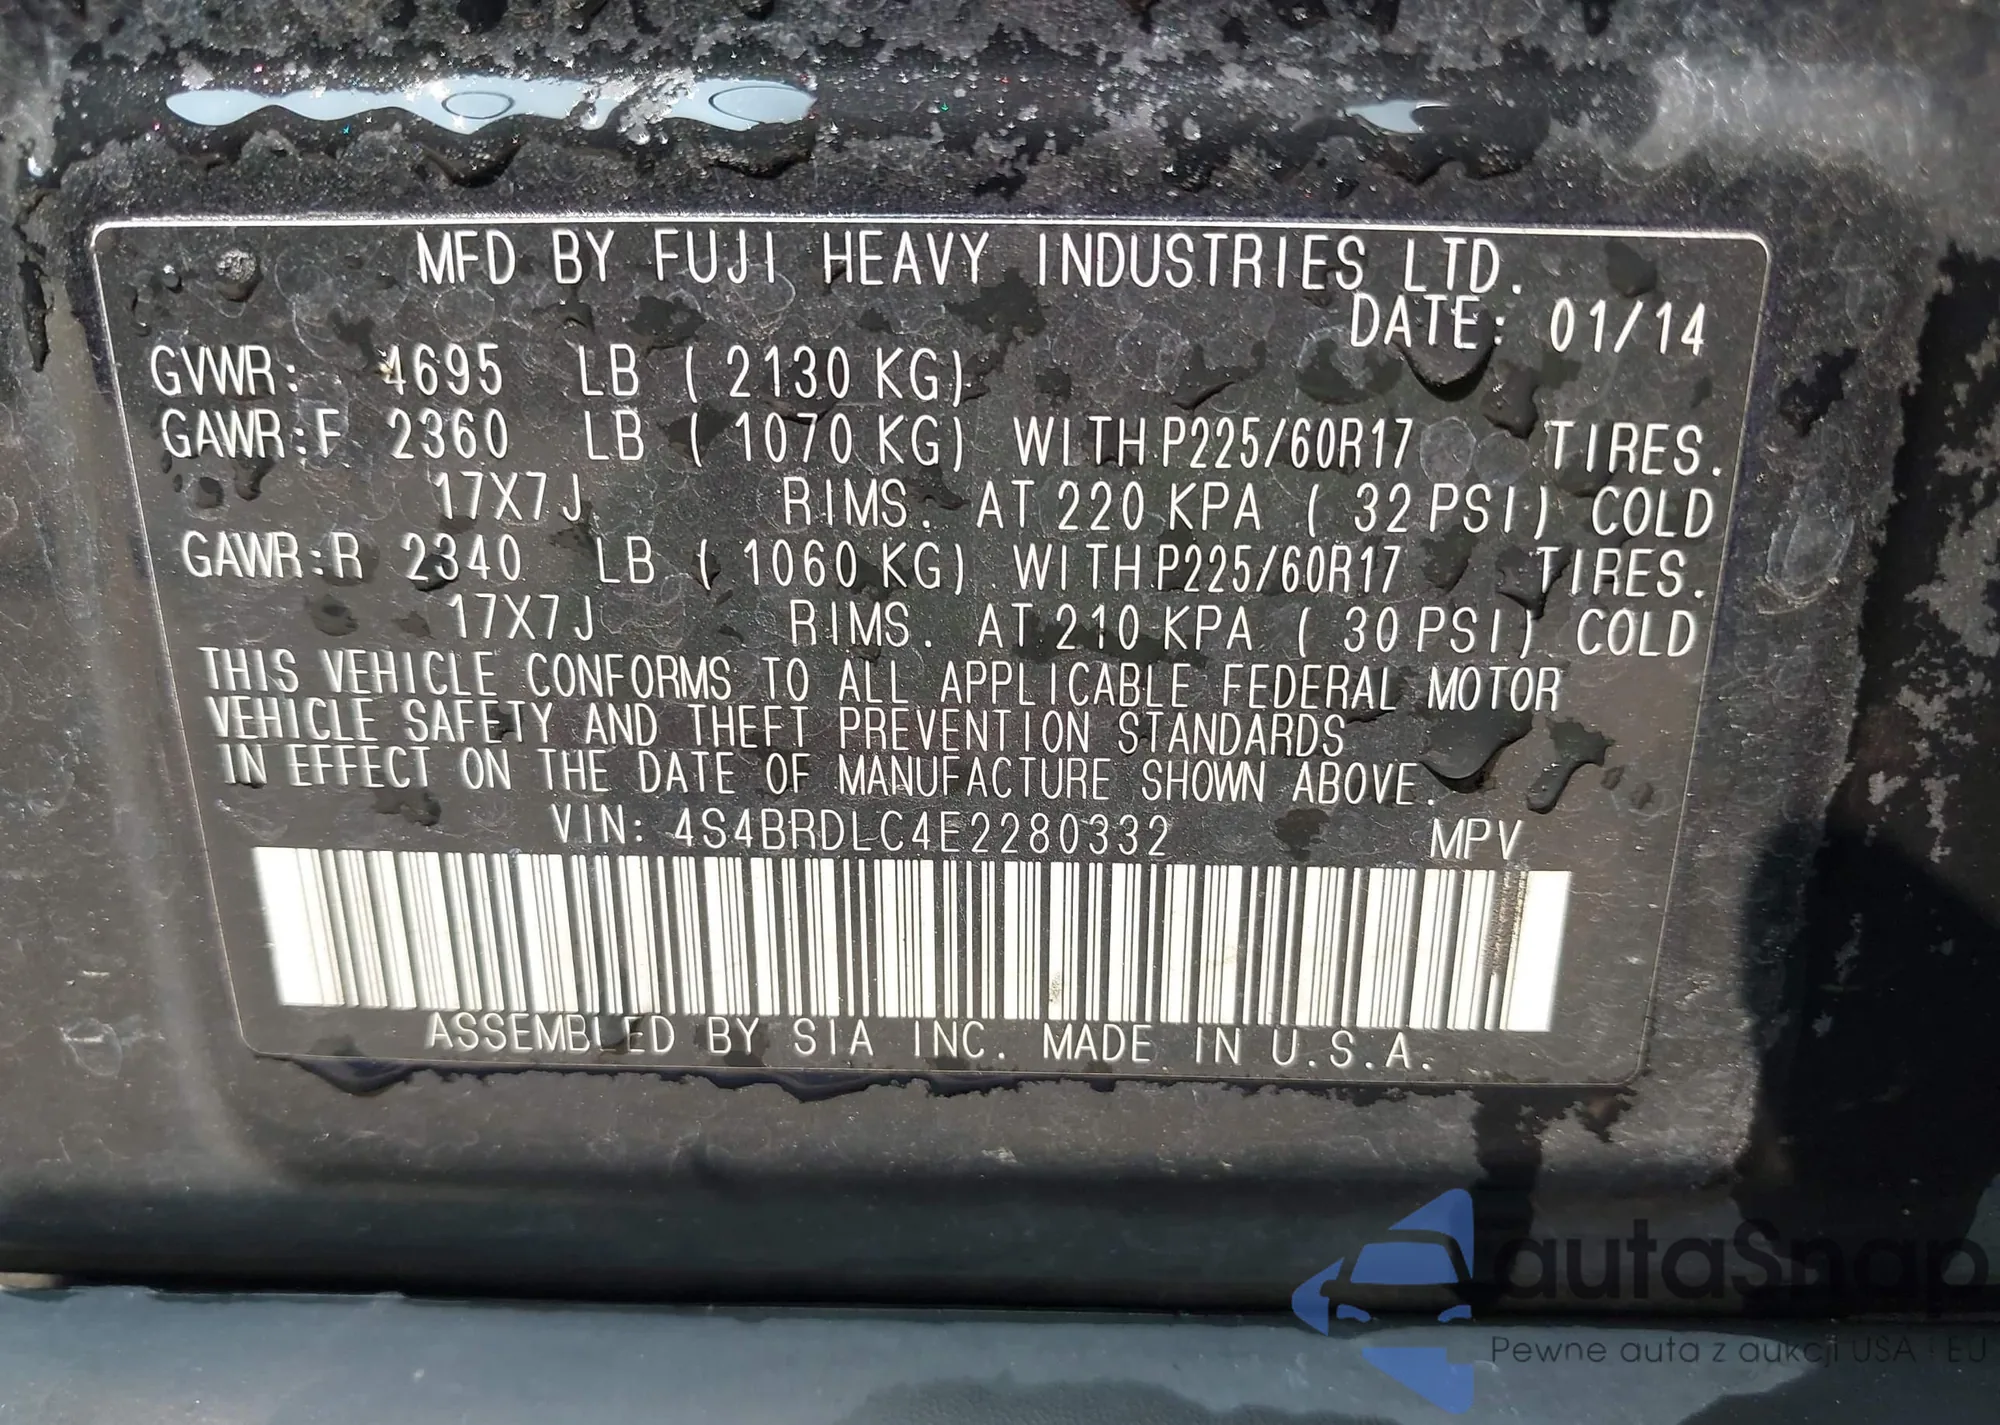 MFD BY FUJI HEAVY INDUSTRIES LTD.
DATE: 01/14
GVWR: 4695 LB ( 2130 KG)
GAWR:F 2360 LB ( 1070 KG) WITH P225/60R17 TIRES.
17X7J RIMS. AT 220 KPA ( 32 PSI) COLD
GAWR:R 2340 LB ( 1060 KG) WITH P225/60R17 TIRES.
17X7J RIMS. AT 210 KPA ( 30 PSI) COLD
THIS VEHICLE CONFORMS TO ALL APPLICABLE FEDERAL MOTOR
VEHICLE SAFETY AND THEFT PREVENTION STANDARDS
IN EFFECT ON THE DATE OF MANUFACTURE SHOWN ABOVE.
VIN: 4S4BRDLC4E2280332 MPV
ASSEMBLED BY SIA INC. MADE IN U.S.A.
autaSnap
Pewne auta z aukcji USA i EU